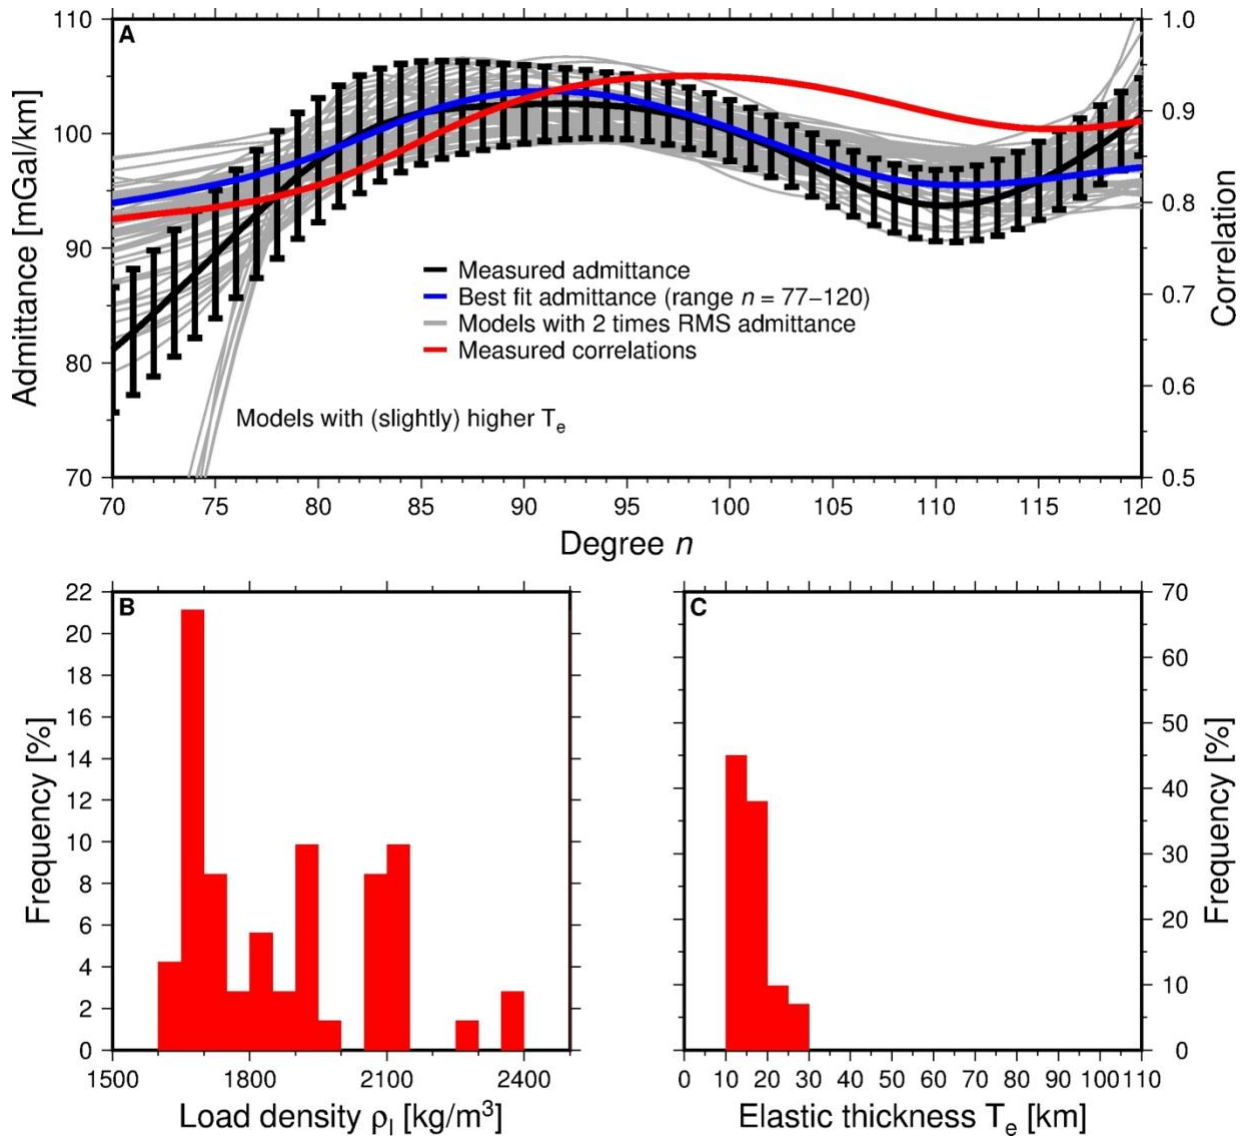 A
Admittance [mGal/km]
110
100
90
80
70
1.0
0.9
0.8
0.7
0.6
0.5
Correlation
Measured admittance
Best fit admittance (range n = 77–120)
Models with 2 times RMS admittance
Measured correlations
Models with (slightly) higher Te
70 75 80 85 90 95 100 105 110 115 120
Degree n
B
Frequency [%]
22
20
18
16
14
12
10
8
6
4
2
0
1500 1800 2100 2400
Load density ρl [kg/m³]
C
70
60
50
40
30
20
10
0
Frequency [%]
0 10 20 30 40 50 60 70 80 90 100 110
Elastic thickness Te [km]